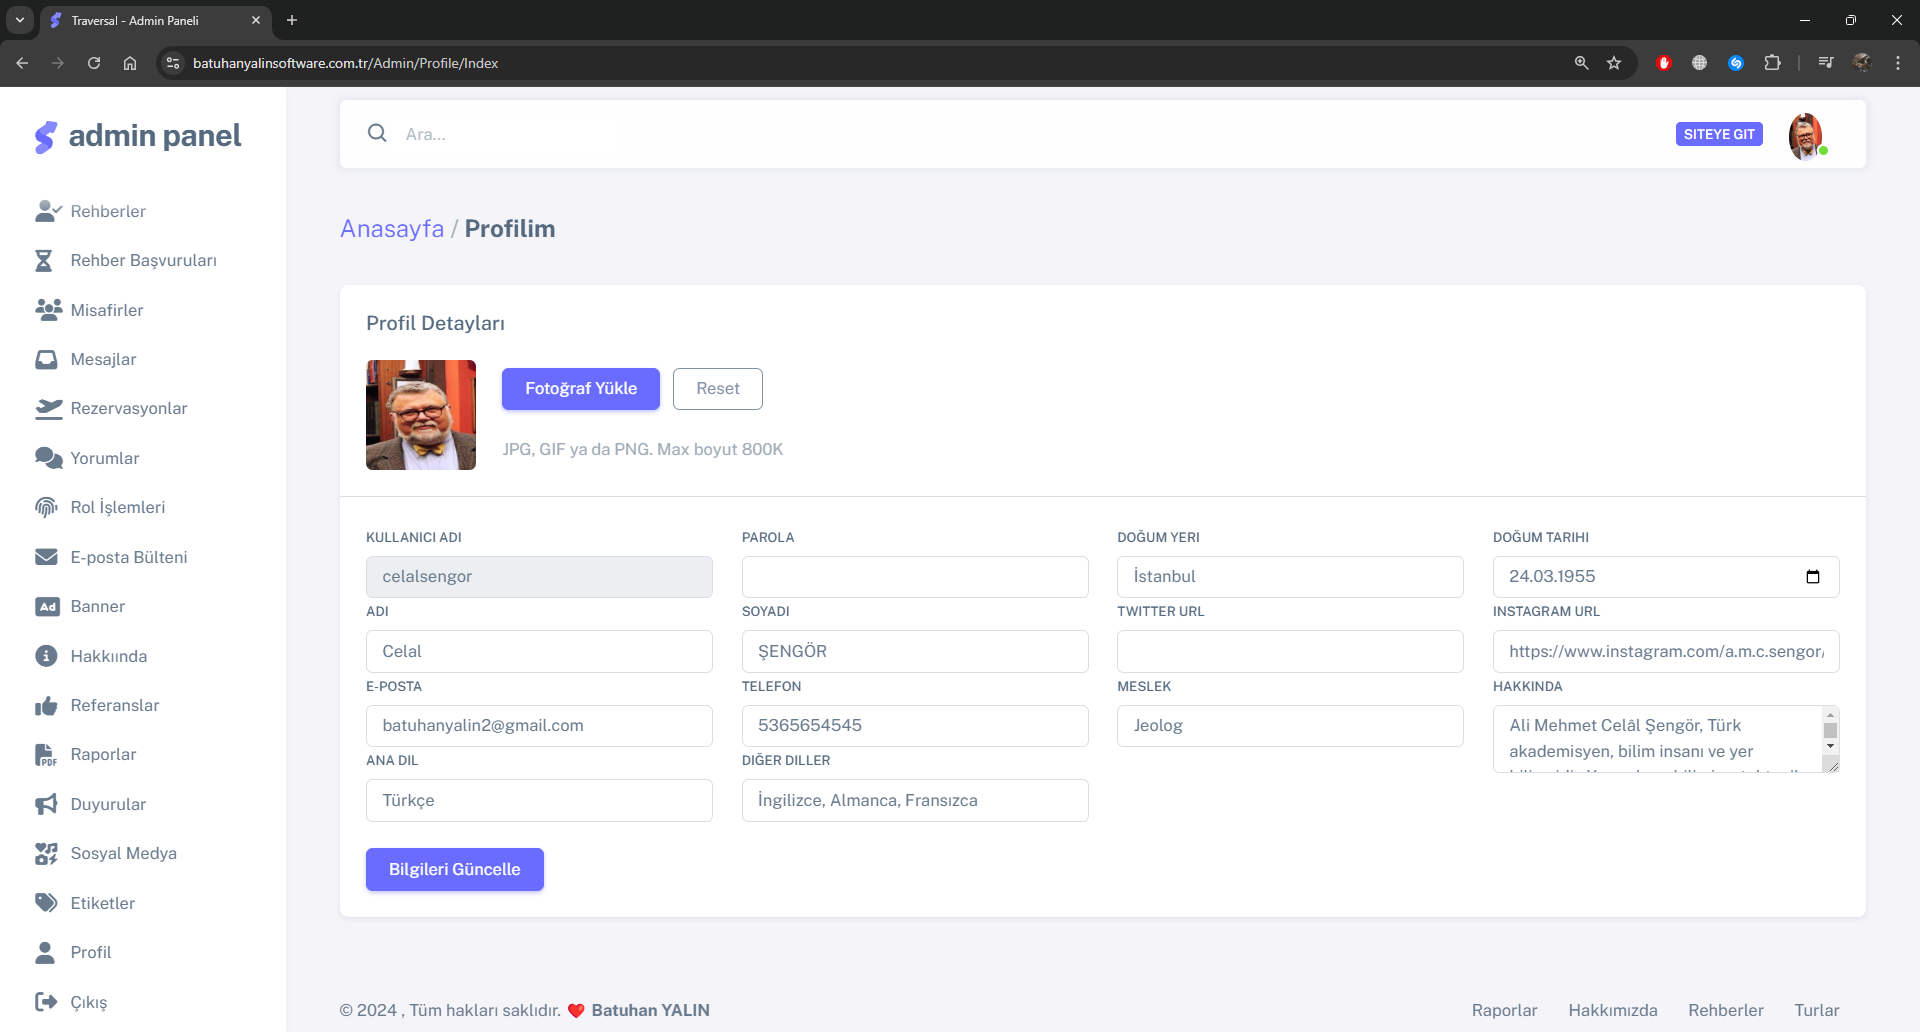 Traversal - Admin Paneli
batuhanyalinsoftware.com.tr/Admin/Profile/Index
admin panel
Rehberler
Rehber Başvuruları
Misafirler
Mesajlar
Rezervasyonlar
Yorumlar
Rol İşlemleri
E-posta Bülteni
Ad Banner
Hakkıında
Referanslar
PDF Raporlar
Duyurular
Sosyal Medya
Etiketler
Profil
Çıkış
Ara...
SITEYE GIT
Anasayfa / Profilim
Profil Detayları
Fotoğraf Yükle
Reset
JPG, GIF ya da PNG. Max boyut 800K
KULLANICI ADI
celalsengor
PAROLA
DOĞUM YERI
İstanbul
DOĞUM TARIHI
24.03.1955
ADI
Celal
SOYADI
ŞENGÖR
TWITTER URL
INSTAGRAM URL
https://www.instagram.com/a.m.c.sengor/
E-POSTA
batuhanyalin2@gmail.com
TELEFON
5365654545
MESLEK
Jeolog
HAKKINDA
Ali Mehmet Celâl Şengör, Türk
akademisyen, bilim insanı ve yer
ANA DIL
Türkçe
DIĞER DILLER
İngilizce, Almanca, Fransızca
Bilgileri Güncelle
© 2024 , Tüm hakları saklıdır. ❤️ Batuhan YALIN
Raporlar
Hakkımızda
Rehberler
Turlar